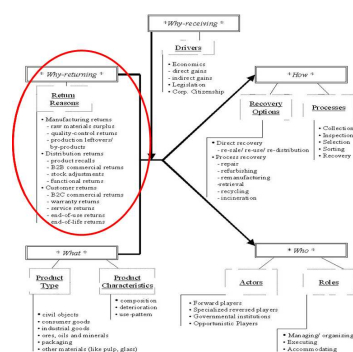 *Why-receiving *
Drivers
• Economics
- direct gains
- indirect gains
• Legislation
• Corp. Citizenship
* Why-returning *
Return
Reasons
• Manufacturing returns
- raw materials surplus
- quality-control returns
- production leftovers/
by-products
• Distribution returns
- product recalls
- B2B commercial returns
- stock adjustments
- functional returns
• Customer returns
- B2C commercial returns
- warranty returns
- service returns
- end-of-use returns
- end-of-life returns
* How *
Recovery
Options
• Direct recovery
- re-sale/ re-use/ re-distribution
• Process recovery
- repair
- refurbishing
- remanufacturing
-retrieval
- recycling
- incineration
Processes
• Collection
• Inspection
• Selection
• Sorting
• Recovery
* What *
Product
Type
• civil objects
• consumer goods
• industrial goods
• ores, oils and minerals
• packaging
• other materials (like pulp, glass)
Product
Characteristics
• composition
• deterioration
• use-pattern
* Who *
Actors
• Forward players
• Specialized reversed players
• Governmental institutions
• Opportunistic Players
Roles
• Managing/ organising
• Executing
• Accommodating